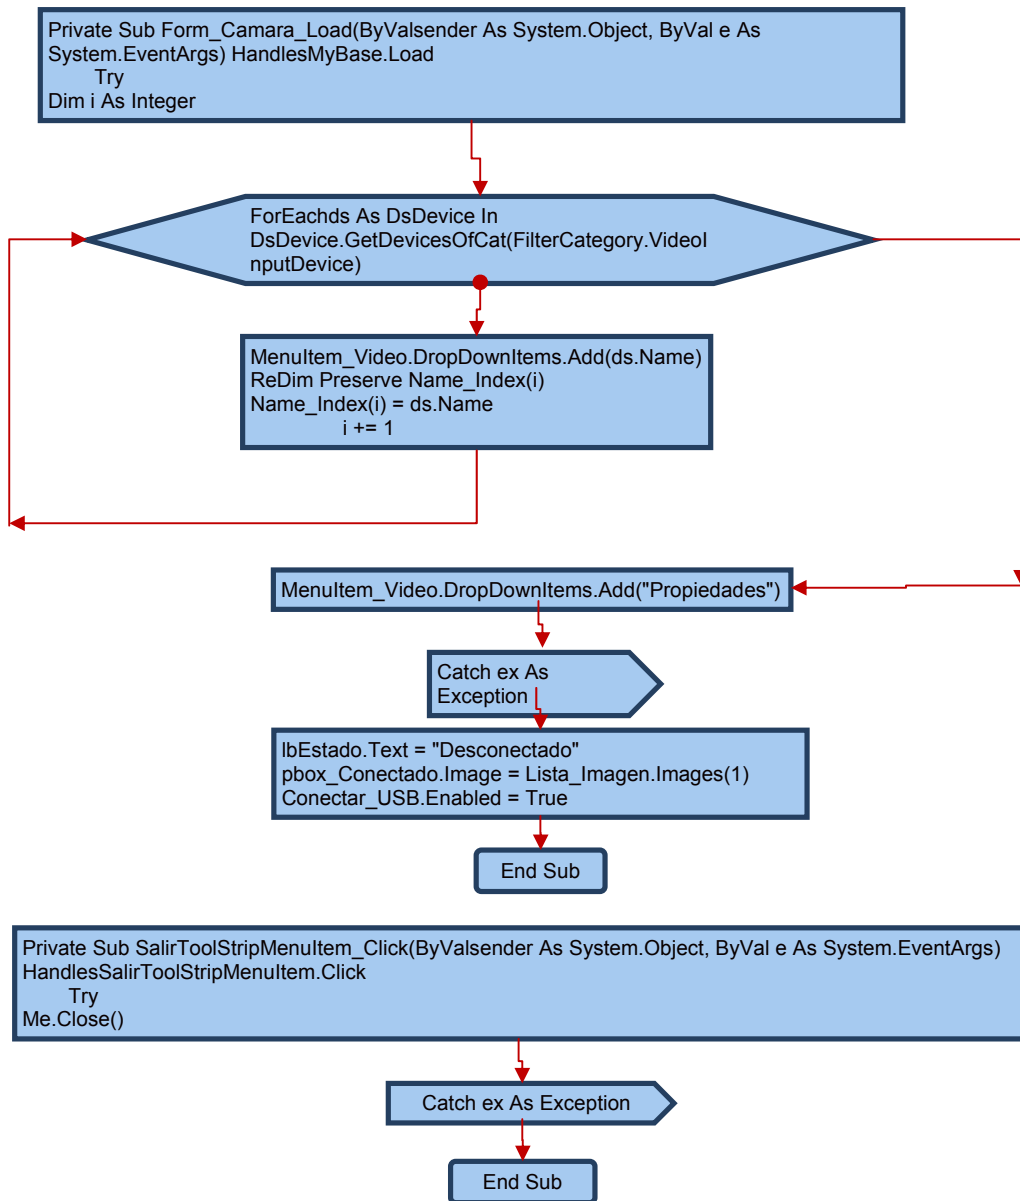 Private Sub Form_Camara_Load(ByValsender As System.Object, ByVal e As
System.EventArgs) HandlesMyBase.Load
Try
Dim i As Integer
ForEachds As DsDevice In
DsDevice.GetDevicesOfCat(FilterCategory.VideoI
nputDevice)
MenuItem_Video.DropDownItems.Add(ds.Name)
ReDim Preserve Name_Index(i)
Name_Index(i) = ds.Name
i += 1
MenuItem_Video.DropDownItems.Add("Propiedades")
Catch ex As
Exception
lbEstado.Text = "Desconectado"
pbox_Conectado.Image = Lista_Imagen.Images(1)
Conectar_USB.Enabled = True
End Sub
Private Sub SalirToolStripMenuItem_Click(ByValsender As System.Object, ByVal e As System.EventArgs)
HandlesSalirToolStripMenuItem.Click
Try
Me.Close()
Catch ex As Exception
End Sub